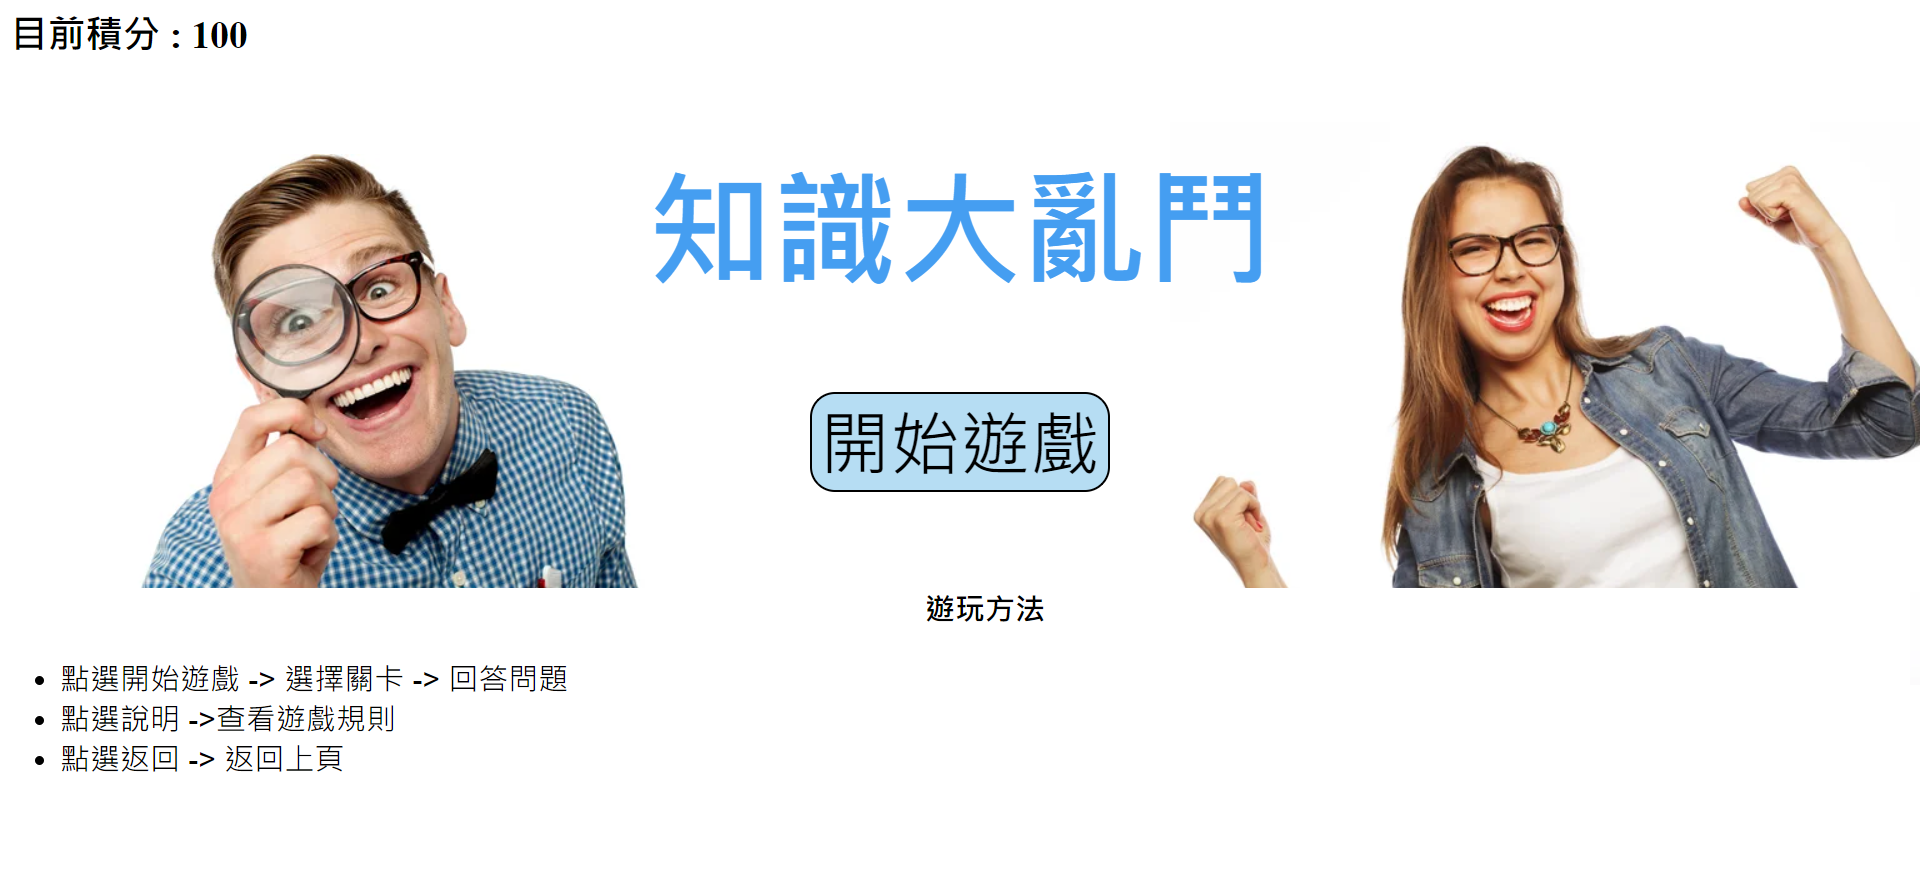 目前積分 : 100
知識大亂鬥
開始遊戲
遊玩方法
點選開始遊戲 -> 選擇關卡 -> 回答問題
點選說明 ->查看遊戲規則
點選返回 -> 返回上頁